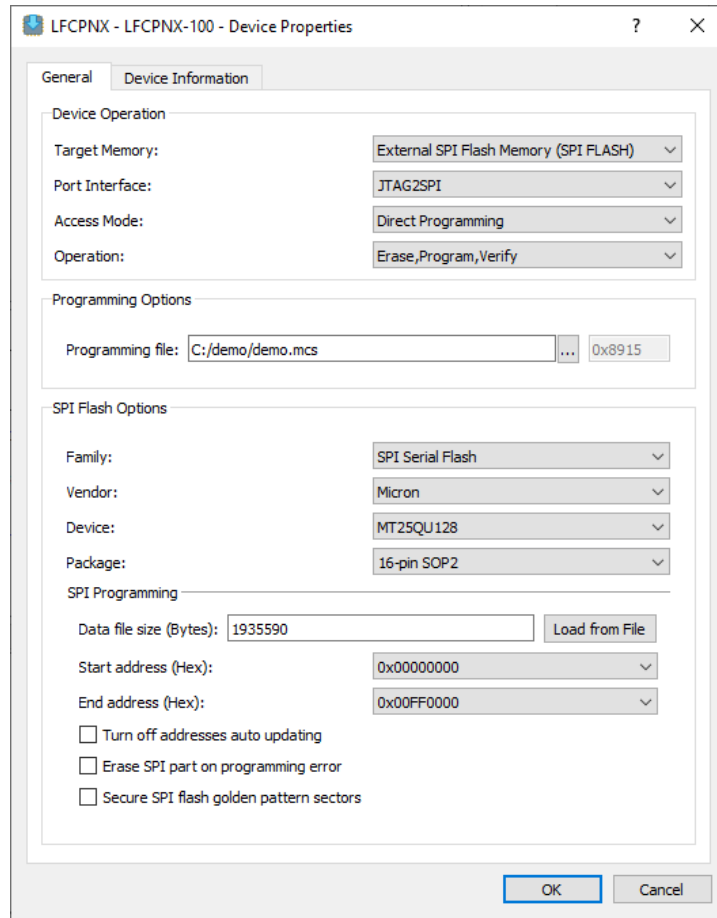 LFCPNX - LFCPNX-100 - Device Properties
General Device Information
Device Operation
Target Memory: External SPI Flash Memory (SPI FLASH)
Port Interface: JTAG2SPI
Access Mode: Direct Programming
Operation: Erase,Program,Verify
Programming Options
Programming file: C:/demo/demo.mcs ... 0x8915
SPI Flash Options
Family: SPI Serial Flash
Vendor: Micron
Device: MT25QU128
Package: 16-pin SOP2
SPI Programming
Data file size (Bytes): 1935590 Load from File
Start address (Hex): 0x00000000
End address (Hex): 0x00FF0000
Turn off addresses auto updating
Erase SPI part on programming error
Secure SPI flash golden pattern sectors
OK Cancel